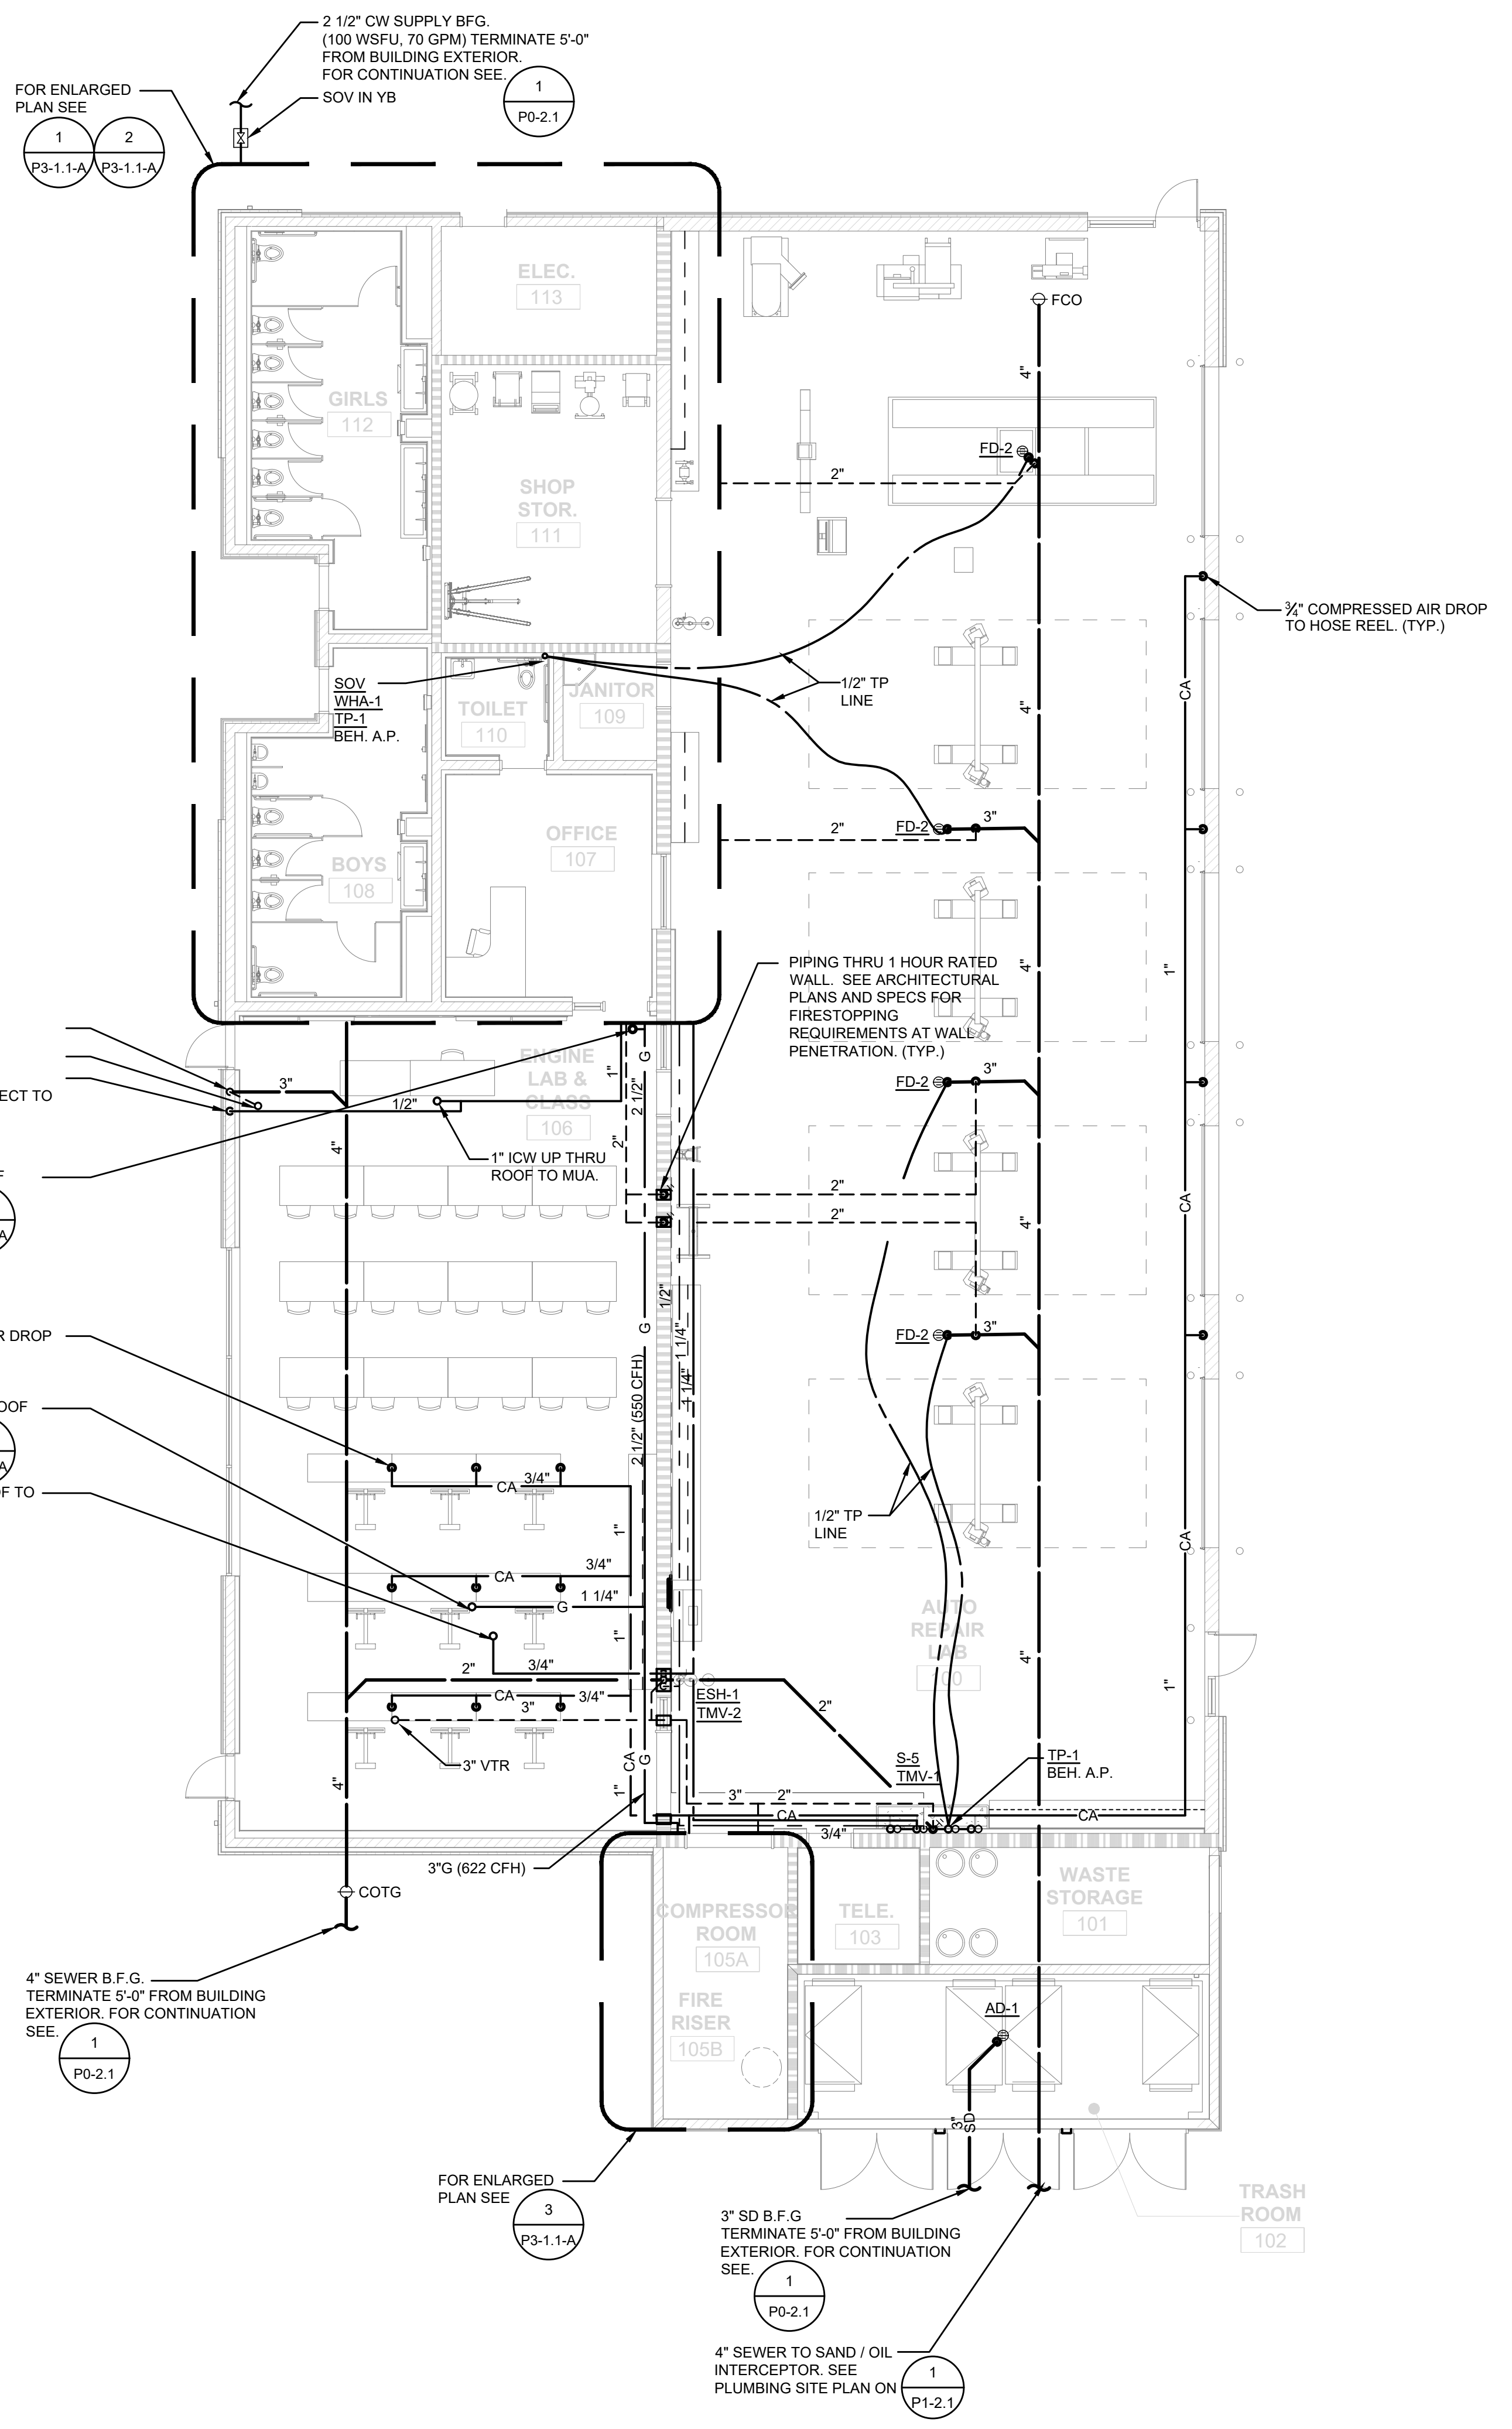 2 1/2" CW SUPPLY BFG.
(100 WSFU, 70 GPM) TERMINATE 5'-0"
FROM BUILDING EXTERIOR.
FOR CONTINUATION SEE.
1
P0-2.1
SOV IN YB
FOR ENLARGED
PLAN SEE
1
P3-1.1-A
2
P3-1.1-A
ELEC.
113
FCO
4"
GIRLS
112
FD-2
2"
SHOP
STOR.
111
3/4" COMPRESSED AIR DROP
TO HOSE REEL. (TYP.)
SOV
WHA-1
TP-1
BEH. A.P.
TOILET
110
JANITOR
109
1/2" TP
LINE
4"
CA
OFFICE
107
2"
FD-2
3"
BOYS
108
PIPING THRU 1 HOUR RATED
WALL. SEE ARCHITECTURAL
PLANS AND SPECS FOR
FIRESTOPPING
REQUIREMENTS AT WALL
PENETRATION. (TYP.)
4"
1"
ECT TO
3"
1/2"
ENGINE
LAB &
CLASS
106
1"
G
2 1/2"
2"
FD-2
3"
4"
1" ICW UP THRU
ROOF TO MUA.
F
A
2"
2"
4"
CA
1/2"
G
1 1/4"
1 1/4"
2 1/2" (550 CFH)
FD-2
3"
R DROP
OOF
A
F TO
CA
3/4"
1"
1/2" TP
LINE
CA
3/4"
CA
G
1 1/4"
1"
AUTO
REPAIR
LAB
100
4"
1"
2"
3/4"
CA
3/4"
3"
ESH-1
TMV-2
2"
3" VTR
4"
CA
G
1"
S-5
TMV-1
TP-1
BEH. A.P.
3"
2"
CA
3/4"
CA
3"G (622 CFH)
COTG
COMPRESSOR
ROOM
105A
TELE.
103
WASTE
STORAGE
101
FIRE
RISER
105B
AD-1
4" SEWER B.F.G.
TERMINATE 5'-0" FROM BUILDING
EXTERIOR. FOR CONTINUATION
SEE.
1
P0-2.1
3"
SD
FOR ENLARGED
PLAN SEE
3
P3-1.1-A
3" SD B.F.G
TERMINATE 5'-0" FROM BUILDING
EXTERIOR. FOR CONTINUATION
SEE.
1
P0-2.1
TRASH
ROOM
102
4" SEWER TO SAND / OIL
INTERCEPTOR. SEE
PLUMBING SITE PLAN ON
1
P1-2.1